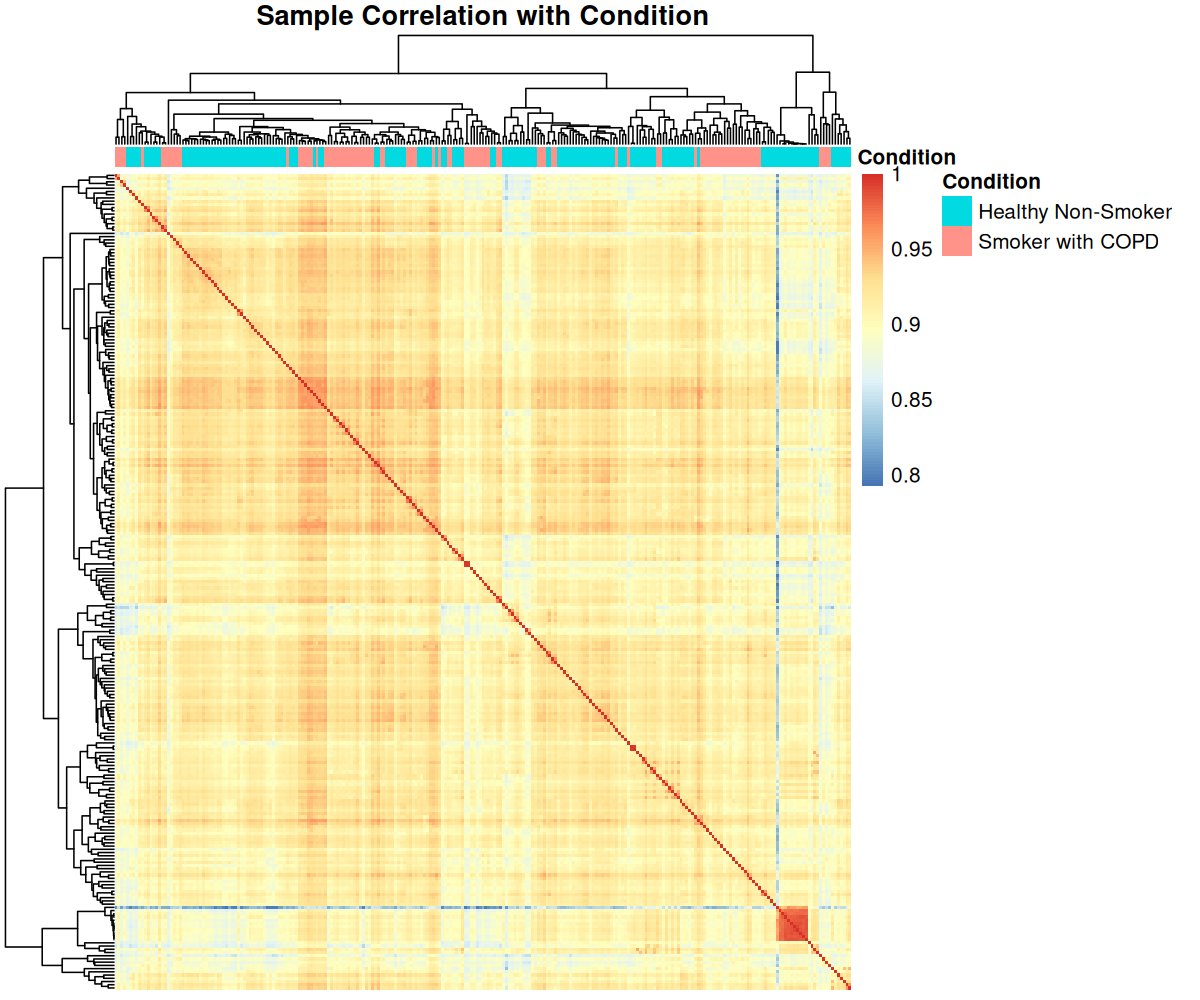 Sample Correlation with Condition
Condition
1
0.95
0.9
0.85
0.8
Condition
Healthy Non-Smoker
Smoker with COPD